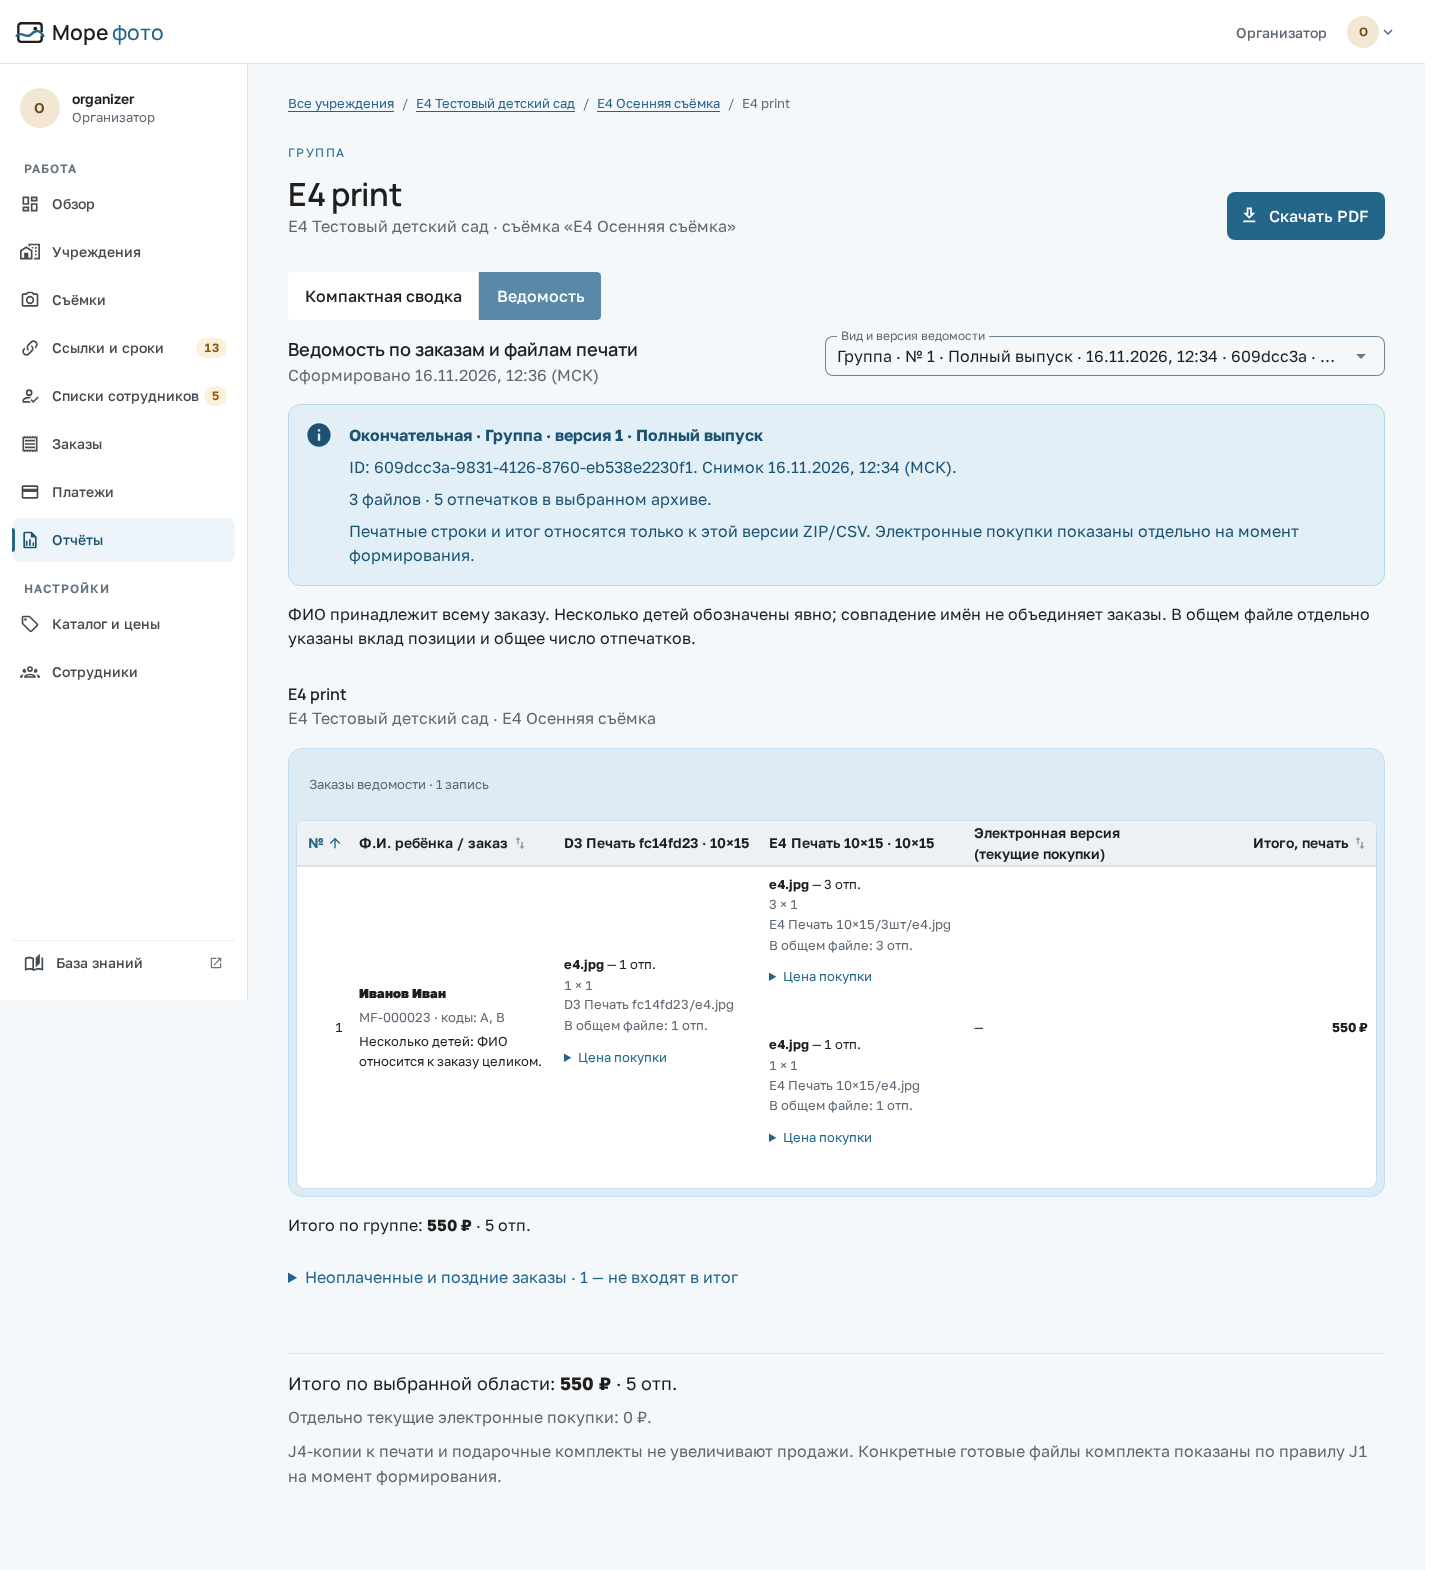 Море фото
Организатор
O
O
organizer
Организатор
РАБОТА
Обзор
Учреждения
Съёмки
Ссылки и сроки 13
Списки сотрудников 5
Заказы
Платежи
Отчёты
НАСТРОЙКИ
Каталог и цены
Сотрудники
База знаний
Все учреждения / E4 Тестовый детский сад / E4 Осенняя съёмка / E4 print
ГРУППА
E4 print
E4 Тестовый детский сад · съёмка «E4 Осенняя съёмка»
Скачать PDF
Компактная сводка
Ведомость
Ведомость по заказам и файлам печати
Сформировано 16.11.2026, 12:36 (МСК)
Вид и версия ведомости
Группа · № 1 · Полный выпуск · 16.11.2026, 12:34 · 609dcc3a · ...
Окончательная · Группа · версия 1 · Полный выпуск
ID: 609dcc3a-9831-4126-8760-eb538e2230f1. Снимок 16.11.2026, 12:34 (МСК).
3 файлов · 5 отпечатков в выбранном архиве.
Печатные строки и итог относятся только к этой версии ZIP/CSV. Электронные покупки показаны отдельно на момент
формирования.
ФИО принадлежит всему заказу. Несколько детей обозначены явно; совпадение имён не объединяет заказы. В общем файле отдельно
указаны вклад позиции и общее число отпечатков.
E4 print
E4 Тестовый детский сад · E4 Осенняя съёмка
Заказы ведомости · 1 запись
№
Ф.И. ребёнка / заказ
D3 Печать fc14fd23 · 10×15
E4 Печать 10×15 · 10×15
Электронная версия
(текущие покупки)
Итого, печать
1
Иванов Иван
MF-000023 · коды: A, B
Несколько детей: ФИО
относится к заказу целиком.
e4.jpg — 1 отп.
1 × 1
D3 Печать fc14fd23/e4.jpg
В общем файле: 1 отп.
Цена покупки
e4.jpg — 3 отп.
3 × 1
E4 Печать 10×15/3шт/e4.jpg
В общем файле: 3 отп.
Цена покупки
e4.jpg — 1 отп.
1 × 1
E4 Печать 10×15/e4.jpg
В общем файле: 1 отп.
Цена покупки
—
550 ₽
Итого по группе: 550 ₽ · 5 отп.
Неоплаченные и поздние заказы · 1 — не входят в итог
Итого по выбранной области: 550 ₽ · 5 отп.
Отдельно текущие электронные покупки: 0 ₽.
J4-копии к печати и подарочные комплекты не увеличивают продажи. Конкретные готовые файлы комплекта показаны по правилу J1
на момент формирования.